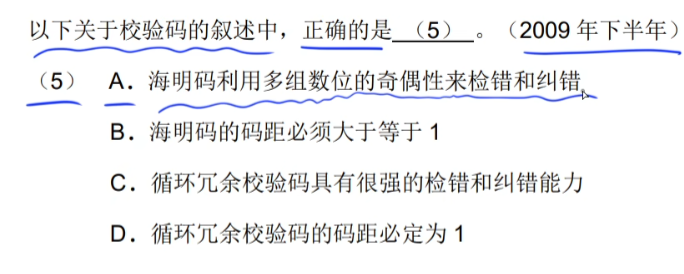 以下关于校验码的叙述中，正确的是 （5） 。（2009 年下半年）
（5） A．海明码利用多组数位的奇偶性来检错和纠错
B．海明码的码距必须大于等于 1
C．循环冗余校验码具有很强的检错和纠错能力
D．循环冗余校验码的码距必定为 1